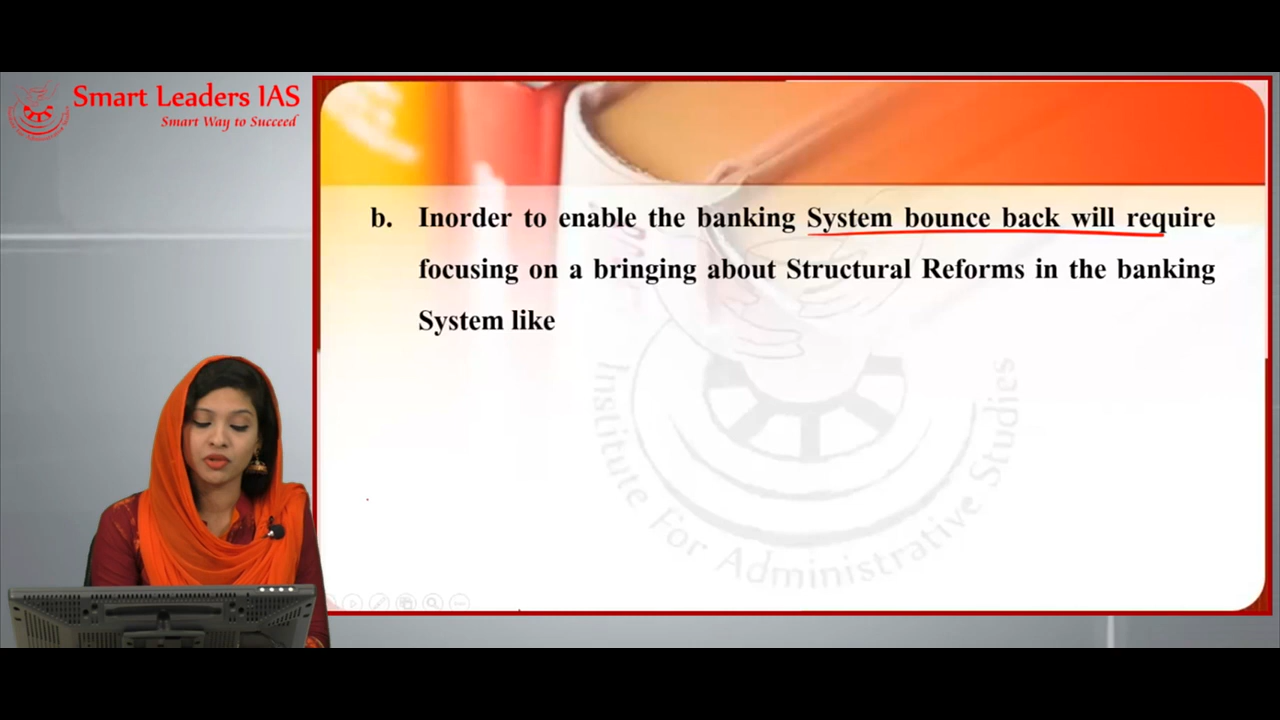 Smart Leaders IAS
Smart Way to Succeed
b. Inorder to enable the banking System bounce back will require
focusing on a bringing about Structural Reforms in the banking
System like
Institute For Administrative Studies